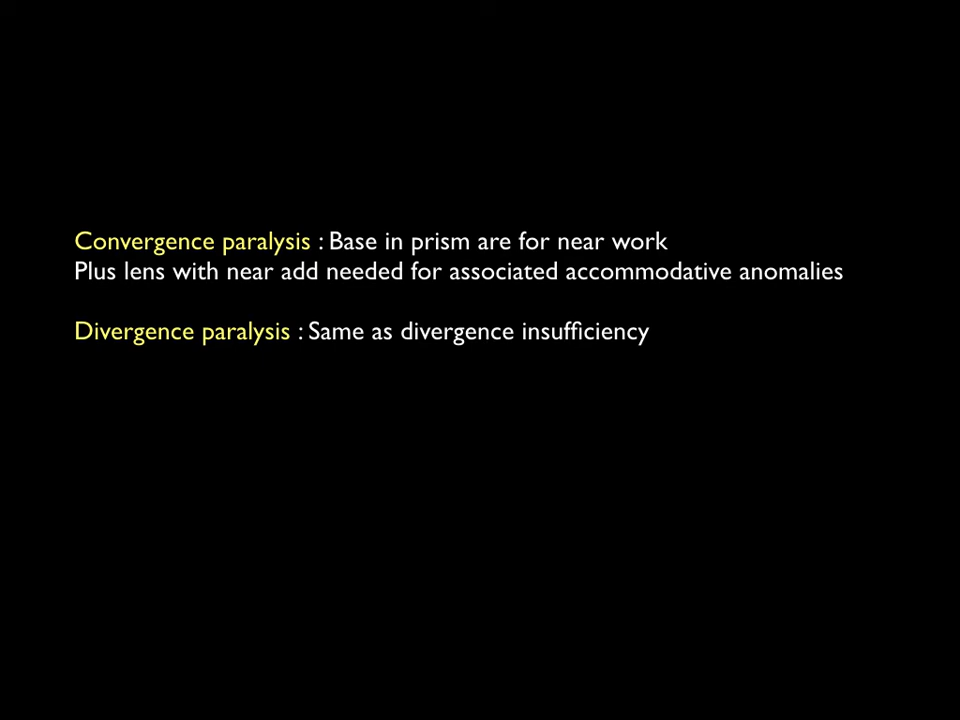 Convergence paralysis : Base in prism are for near work
Plus lens with near add needed for associated accommodative anomalies
Divergence paralysis : Same as divergence insufficiency